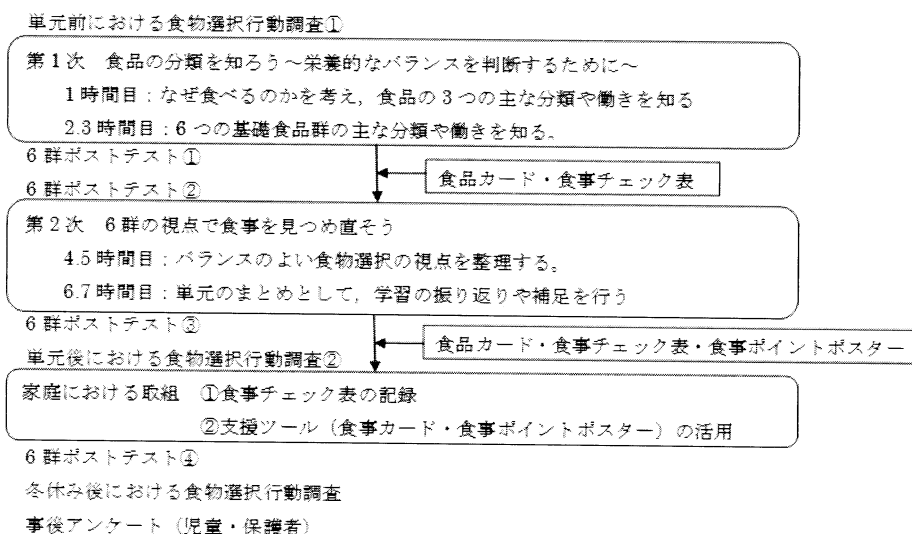 単元前における食物選択行動調査①
第1次 食品の分類を知ろう～栄養的なバランスを判断するために～
1時間目：なぜ食べるのかを考え，食品の3つの主な分類や働きを知る
2.3時間目：6つの基礎食品群の主な分類や働きを知る。
6群ポストテスト①
6群ポストテスト②
食品カード・食事チェック表
第2次 6群の視点で食事を見つめ直そう
4.5時間目：バランスのよい食物選択の視点を整理する。
6.7時間目：単元のまとめとして，学習の振り返りや補足を行う
6群ポストテスト③
単元後における食物選択行動調査②
食品カード・食事チェック表・食事ポイントポスター
家庭における取組 ①食事チェック表の記録
②支援ツール（食事カード・食事ポイントポスター）の活用
6群ポストテスト④
冬休み後における食物選択行動調査
事後アンケート（児童・保護者）